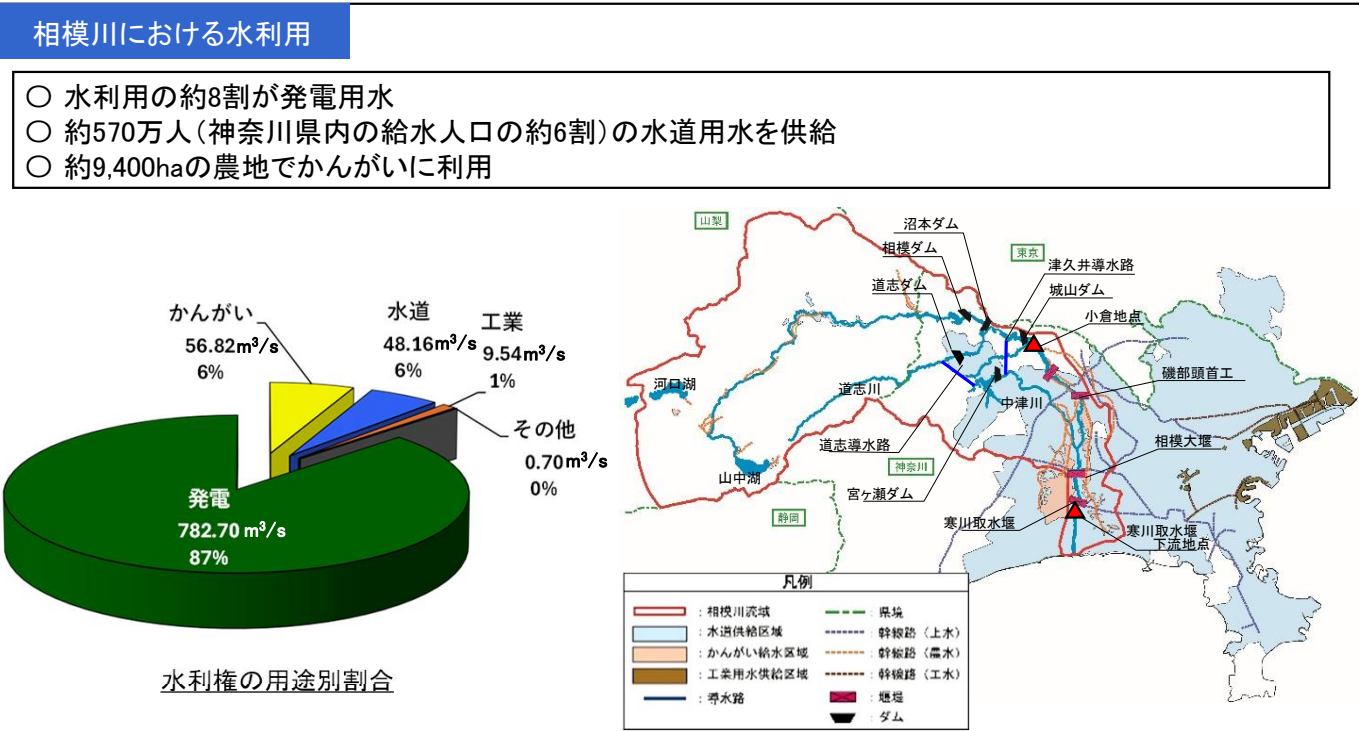 相模川における水利用
○ 水利用の約8割が発電用水
○ 約570万人（神奈川県内の給水人口の約6割）の水道用水を供給
○ 約9,400haの農地でかんがいに利用
かんがい
56.82m³/s
6%
水道
48.16m³/s
6%
工業
9.54m³/s
1%
その他
0.70m³/s
0%
発電
782.70 m³/s
87%
水利権の用途別割合
山梨
沼本ダム
相模ダム
東京
津久井導水路
道志ダム
城山ダム
小倉地点
磯部頭首工
河口湖
道志川
中津川
道志導水路
相模大堰
神奈川
山中湖
宮ヶ瀬ダム
静岡
寒川取水堰
寒川取水堰
下流地点
凡例
：相模川流域
：水道供給区域
：かんがい給水区域
：工業用水供給区域
：導水路
：県境
：幹線路（上水）
：幹線路（農水）
：幹線路（工水）
：堰堤
：ダム